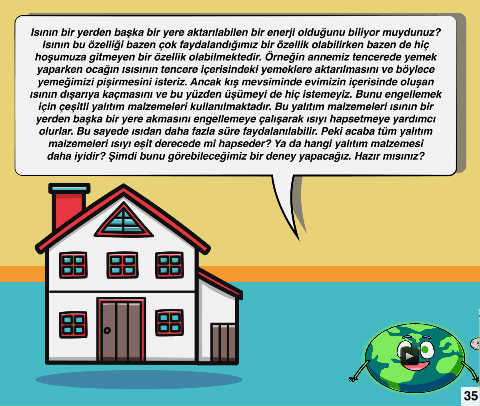 Isının bir yerden başka bir yere aktarılabilen bir enerji olduğunu biliyor muydunuz?
Isının bu özelliği bazen çok faydalandığımız bir özellik olabilirken bazen de hiç
hoşumuza gitmeyen bir özellik olabilmektedir. Örneğin annemiz tencerede yemek
yaparken ocağın ısısının tencere içerisindeki yemeklere aktarılmasını ve böylece
yemeğimizi pişirmesini isteriz. Ancak kış mevsiminde evimizin içerisinde oluşan
ısının dışarıya kaçmasını ve bu yüzden üşümeyi de hiç istemeyiz. Bunu engellemek
için çeşitli yalıtım malzemeleri kullanılmaktadır. Bu yalıtım malzemeleri ısının bir
yerden başka bir yere akmasını engellemeye çalışarak ısıyı hapsetmeye yardımcı
olurlar. Bu sayede ısıdan daha fazla süre faydalanılabilir. Peki acaba tüm yalıtım
malzemeleri ısıyı eşit derecede mi hapseder? Ya da hangi yalıtım malzemesi
daha iyidir? Şimdi bunu görebileceğimiz bir deney yapacağız. Hazır mısınız?
35